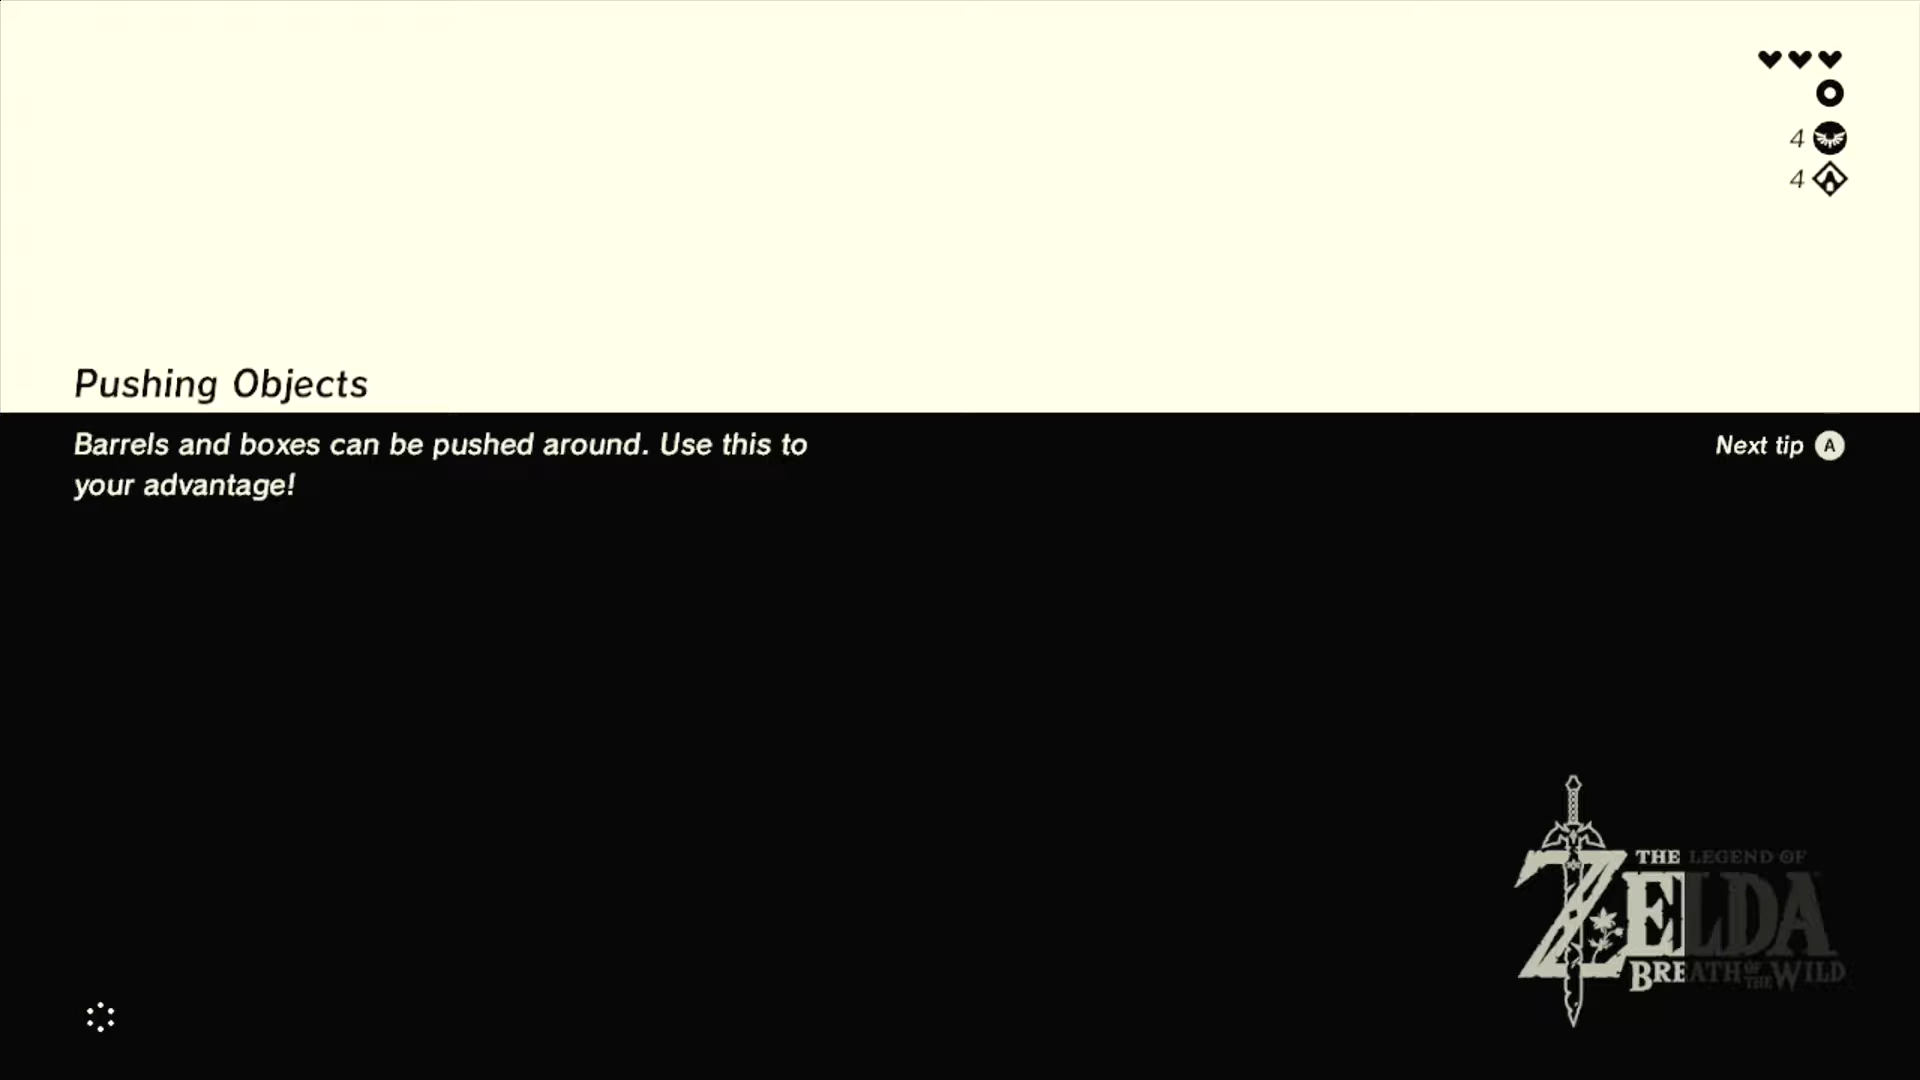 4
4
Pushing Objects
Barrels and boxes can be pushed around. Use this to
your advantage!
Next tip A
THE LEGEND OF
ZELDA
BREATH OF THE WILD